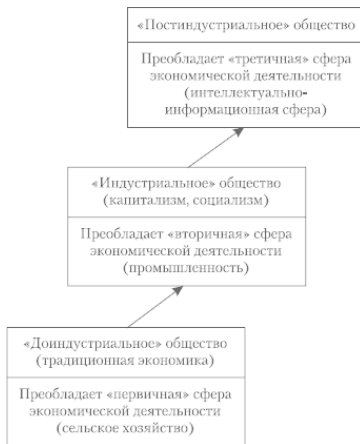 «Постиндустриальное» общество
Преобладает «третичная» сфера
экономической деятельности
(интеллектуально-
информационная сфера)
«Индустриальное» общество
(капитализм, социализм)
Преобладает «вторичная» сфера
экономической деятельности
(промышленность)
«Доиндустриальное» общество
(традиционная экономика)
Преобладает «первичная» сфера
экономической деятельности
(сельское хозяйство)